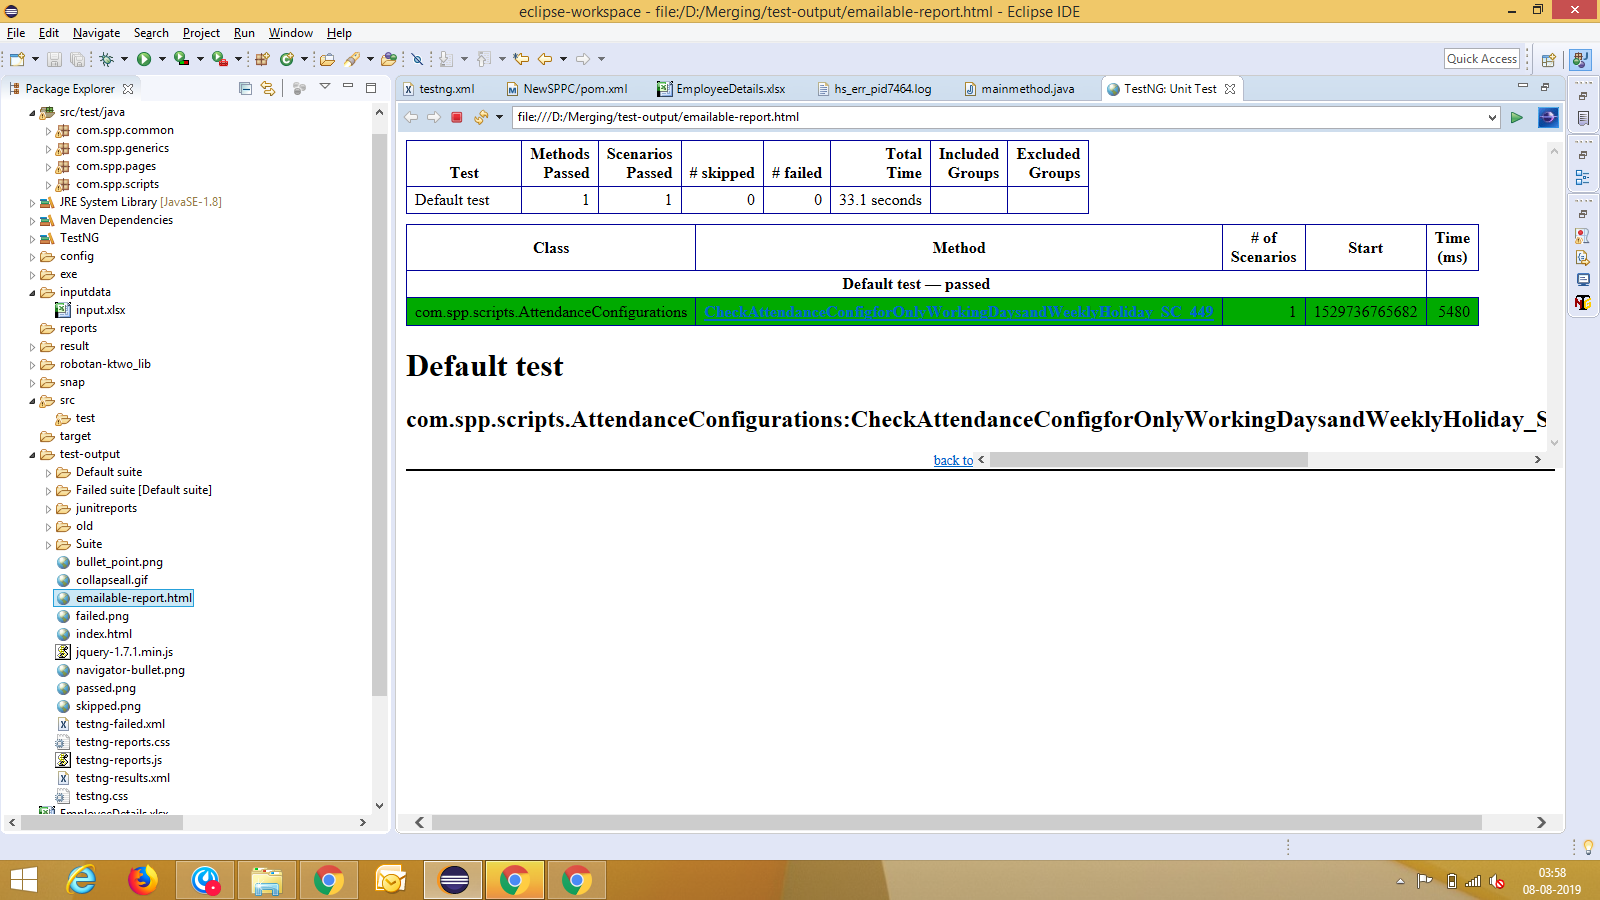 eclipse-workspace - file:/D:/Merging/test-output/emailable-report.html - Eclipse IDE
File Edit Navigate Search Project Run Window Help
Quick Access
Package Explorer
testng.xml NewSPPC/pom.xml EmployeeDetails.xlsx hs_err_pid7464.log mainmethod.java TestNG: Unit Test
file:///D:/Merging/test-output/emailable-report.html
src/test/java
com.spp.common
com.spp.generics
com.spp.pages
com.spp.scripts
JRE System Library [JavaSE-1.8]
Maven Dependencies
TestNG
config
exe
inputdata
input.xlsx
reports
result
robotan-ktwo_lib
snap
src
test
target
test-output
Default suite
Failed suite [Default suite]
junitreports
old
Suite
bullet_point.png
collapseall.gif
emailable-report.html
failed.png
index.html
jquery-1.7.1.min.js
navigator-bullet.png
passed.png
skipped.png
testng-failed.xml
testng-reports.css
testng-reports.js
testng-results.xml
testng.css
EmployeeDetails.xlsx
Test Methods Passed Scenarios Passed # skipped # failed Total Time Included Groups Excluded Groups
Default test 1 1 0 0 33.1 seconds
Class Method # of Scenarios Start Time (ms)
Default test — passed
com.spp.scripts.AttendanceConfigurations CheckAttendanceConfigforOnlyWorkingDaysandWeeklyHoliday_SC_449 1 1529736765682 5480
Default test
com.spp.scripts.AttendanceConfigurations:CheckAttendanceConfigforOnlyWorkingDaysandWeeklyHoliday_S
back to
03:58
08-08-2019